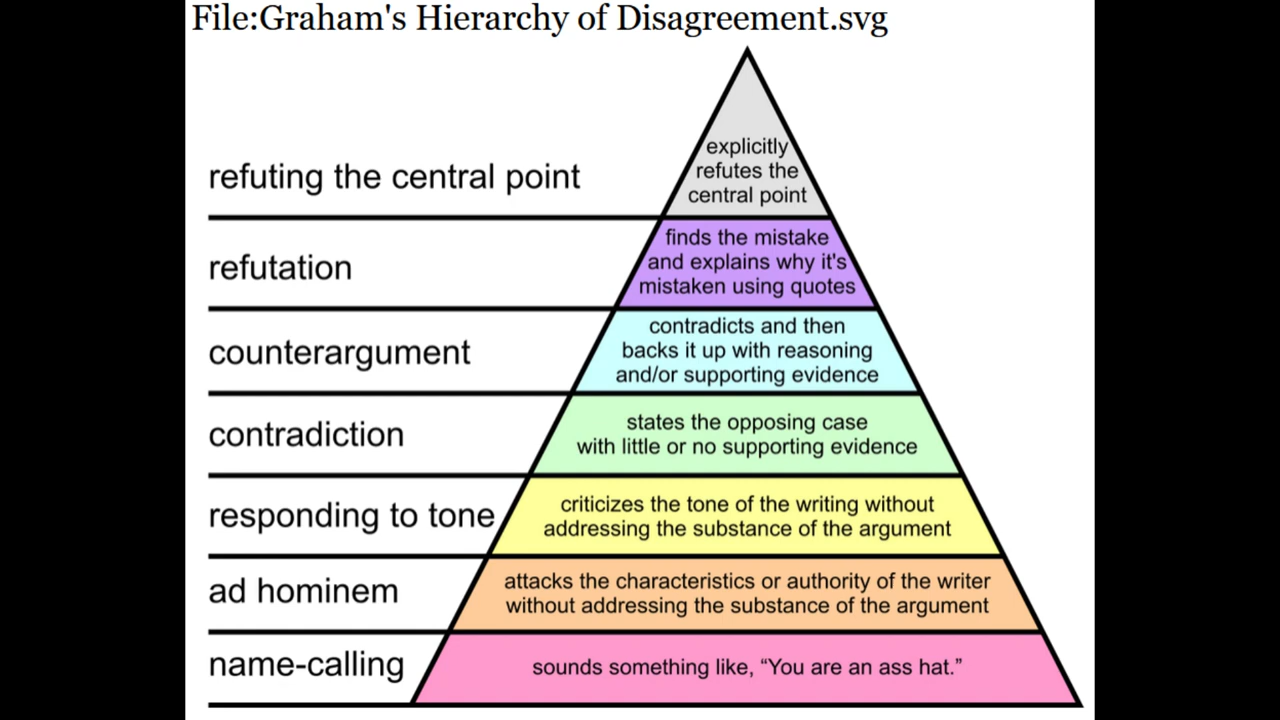 File:Graham's Hierarchy of Disagreement.svg
refuting the central point
explicitly
refutes the
central point
refutation
finds the mistake
and explains why it's
mistaken using quotes
counterargument
contradicts and then
backs it up with reasoning
and/or supporting evidence
contradiction
states the opposing case
with little or no supporting evidence
responding to tone
criticizes the tone of the writing without
addressing the substance of the argument
ad hominem
attacks the characteristics or authority of the writer
without addressing the substance of the argument
name-calling
sounds something like, “You are an ass hat.”